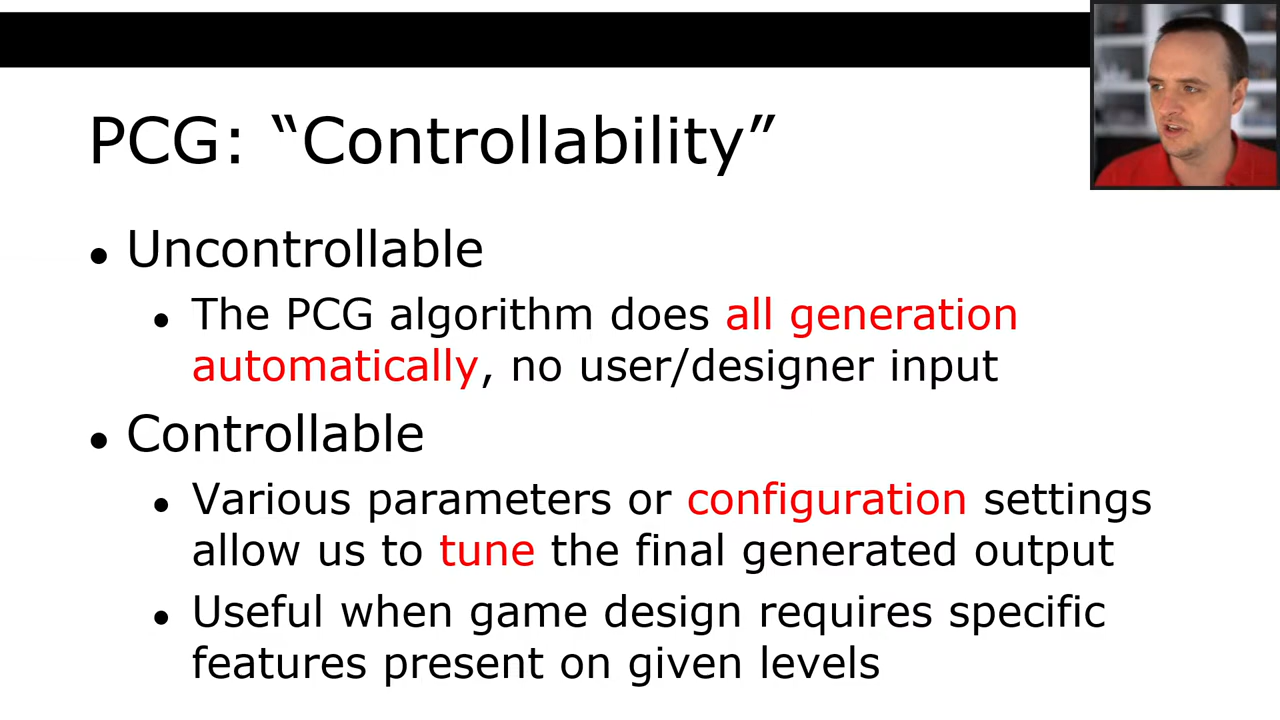 PCG: “Controllability”
• Uncontrollable
• The PCG algorithm does all generation
automatically, no user/designer input
• Controllable
• Various parameters or configuration settings
allow us to tune the final generated output
• Useful when game design requires specific
features present on given levels